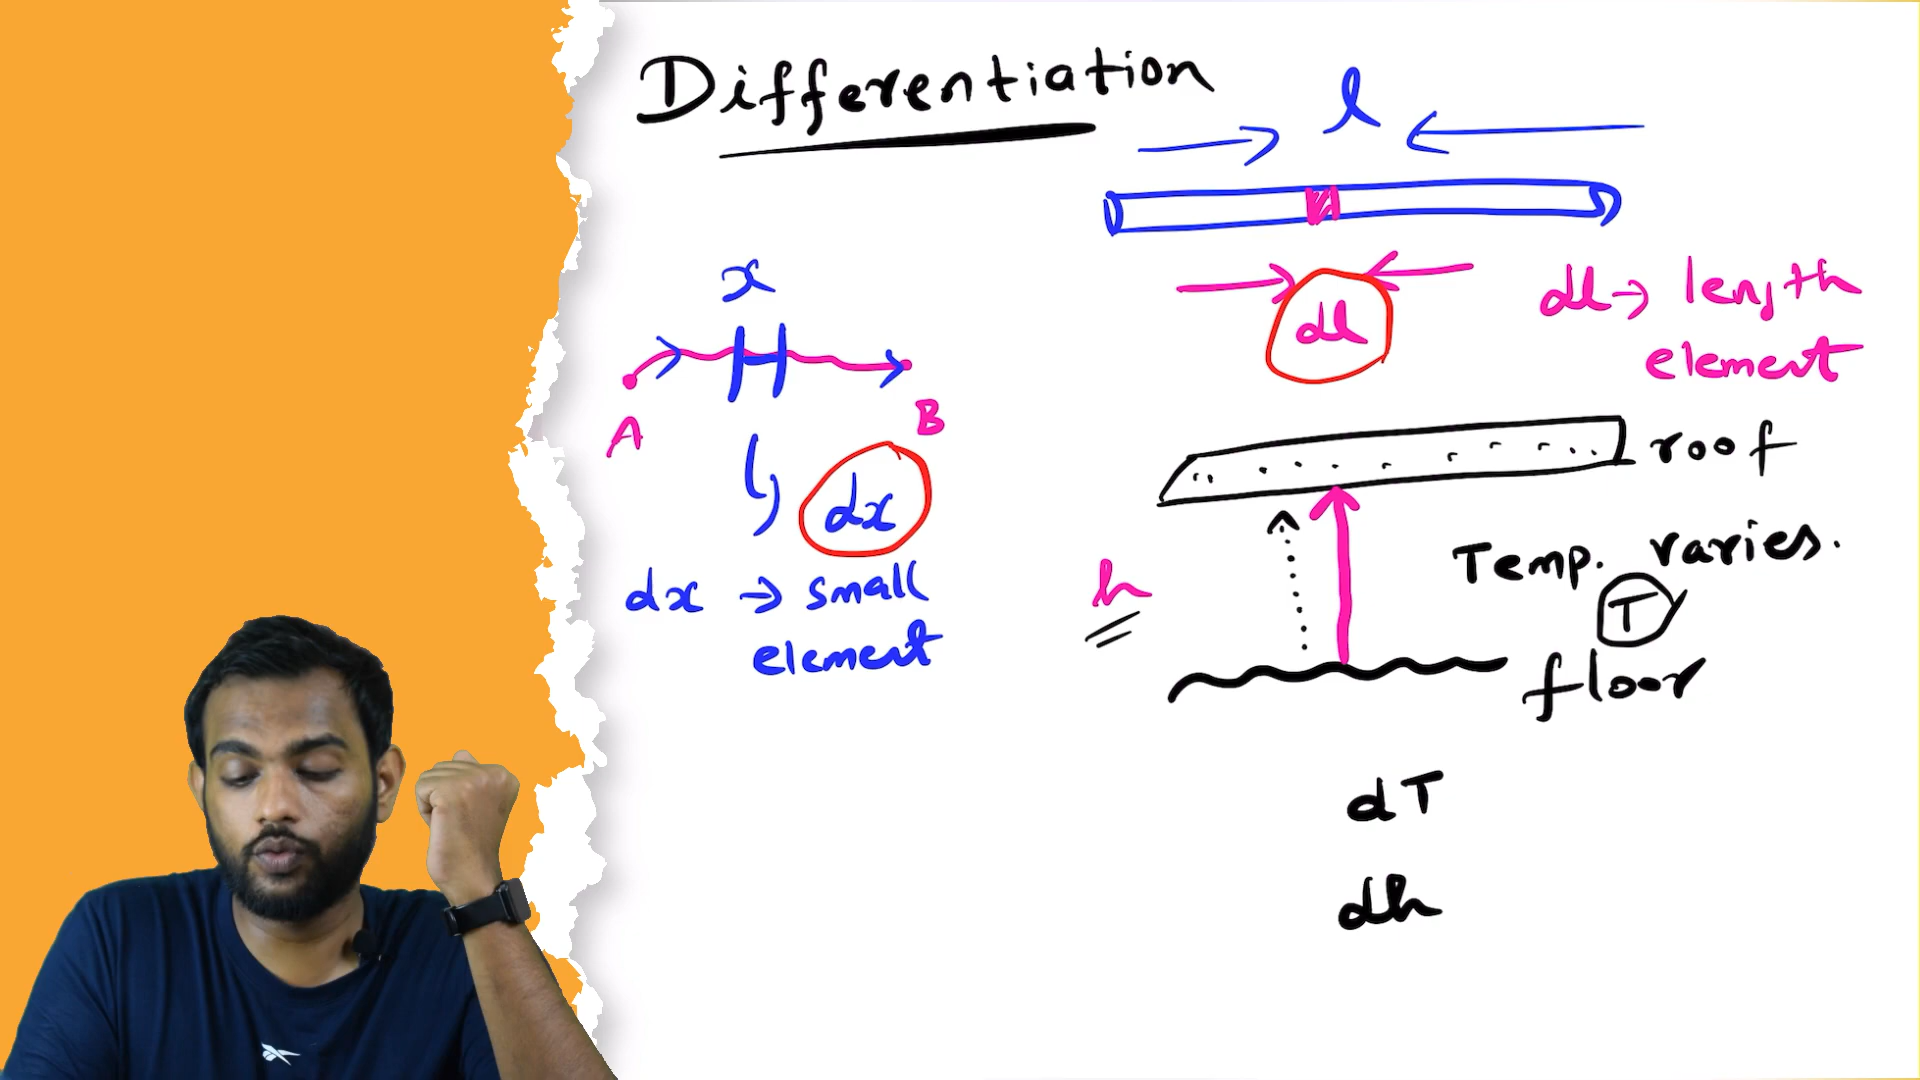 Differentiation
l
x
A
B
dx
dx → small
element
dl
dl → length
element
roof
Temp. varies.
T
h
floor
dT
dh